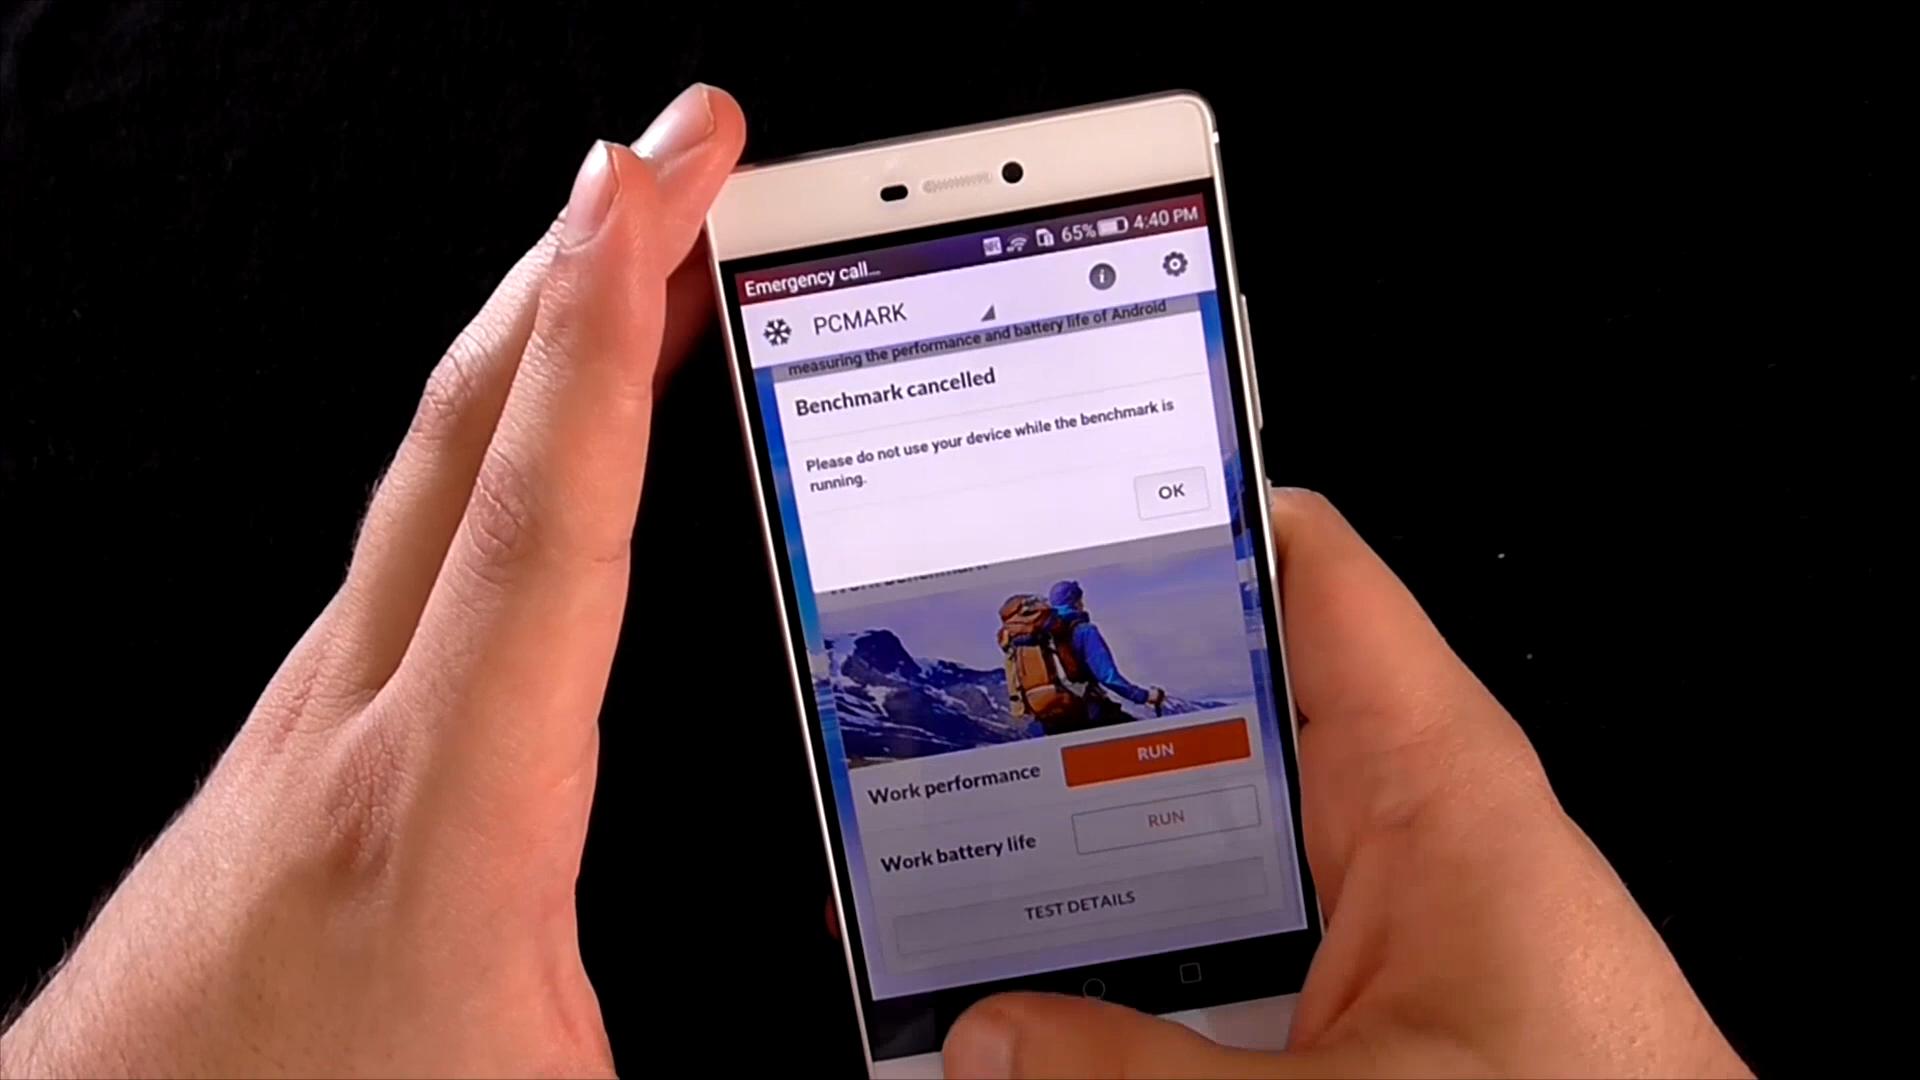 Emergency call... 65% 4:40 PM
PCMARK
measuring the performance and battery life of Android
Benchmark cancelled
Please do not use your device while the benchmark is
running.
OK
Work performance RUN
Work battery life RUN
TEST DETAILS